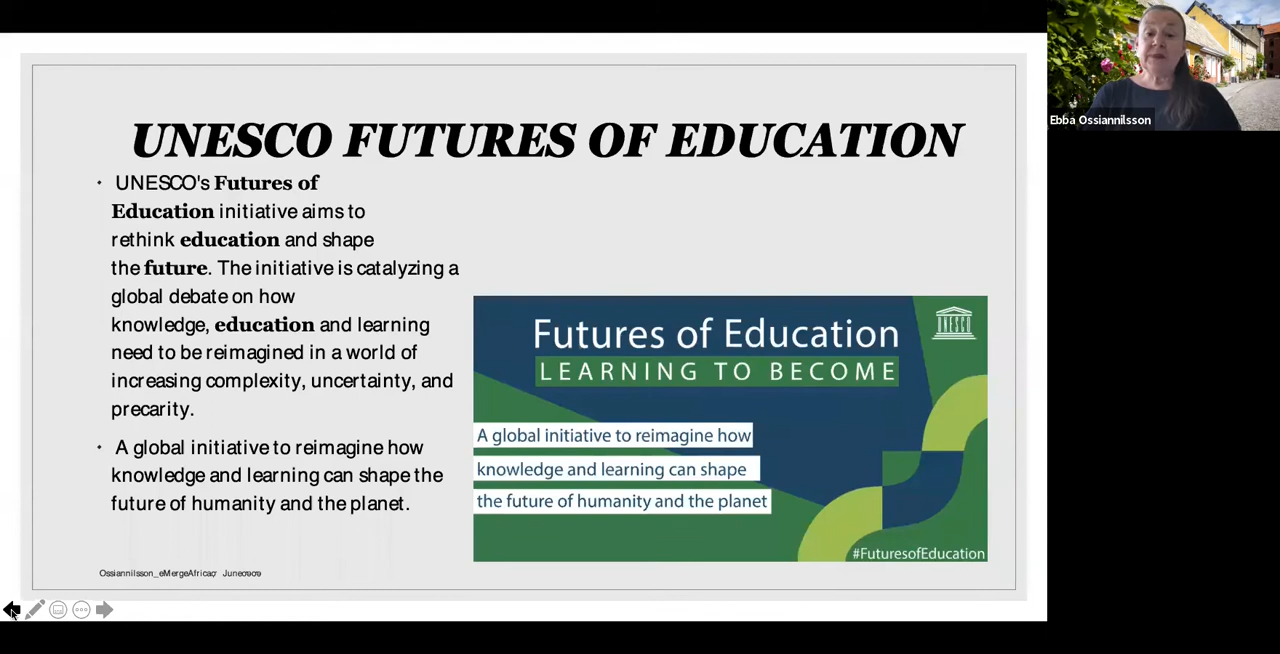 UNESCO FUTURES OF EDUCATION
UNESCO's Futures of
Education initiative aims to
rethink education and shape
the future. The initiative is catalyzing a
global debate on how
knowledge, education and learning
need to be reimagined in a world of
increasing complexity, uncertainty, and
precarity.
A global initiative to reimagine how
knowledge and learning can shape the
future of humanity and the planet.
Futures of Education
LEARNING TO BECOME
UNESCO
A global initiative to reimagine how
knowledge and learning can shape
the future of humanity and the planet
#FuturesofEducation
Ebba Ossiannilsson